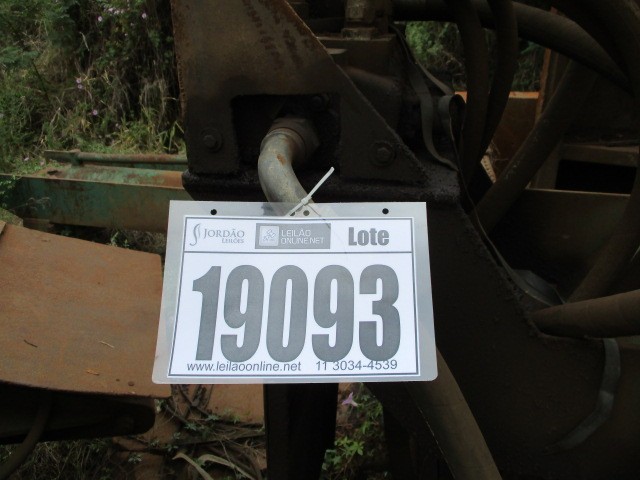 JORDÃO LEILÃO Lote
LEILÕES ONLINE.NET
19093
www.leilaoonline.net 11 3034-4539